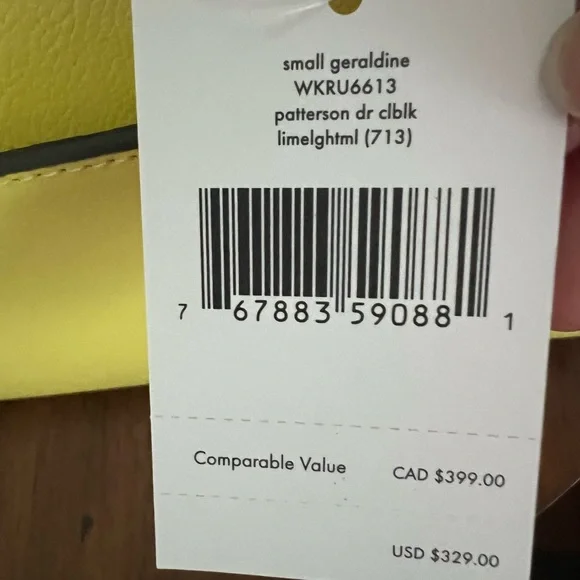 small geraldine
WKRU6613
patterson dr clblk
limelghtml (713)
7 67883 59088 1
Comparable Value CAD $399.00
USD $329.00